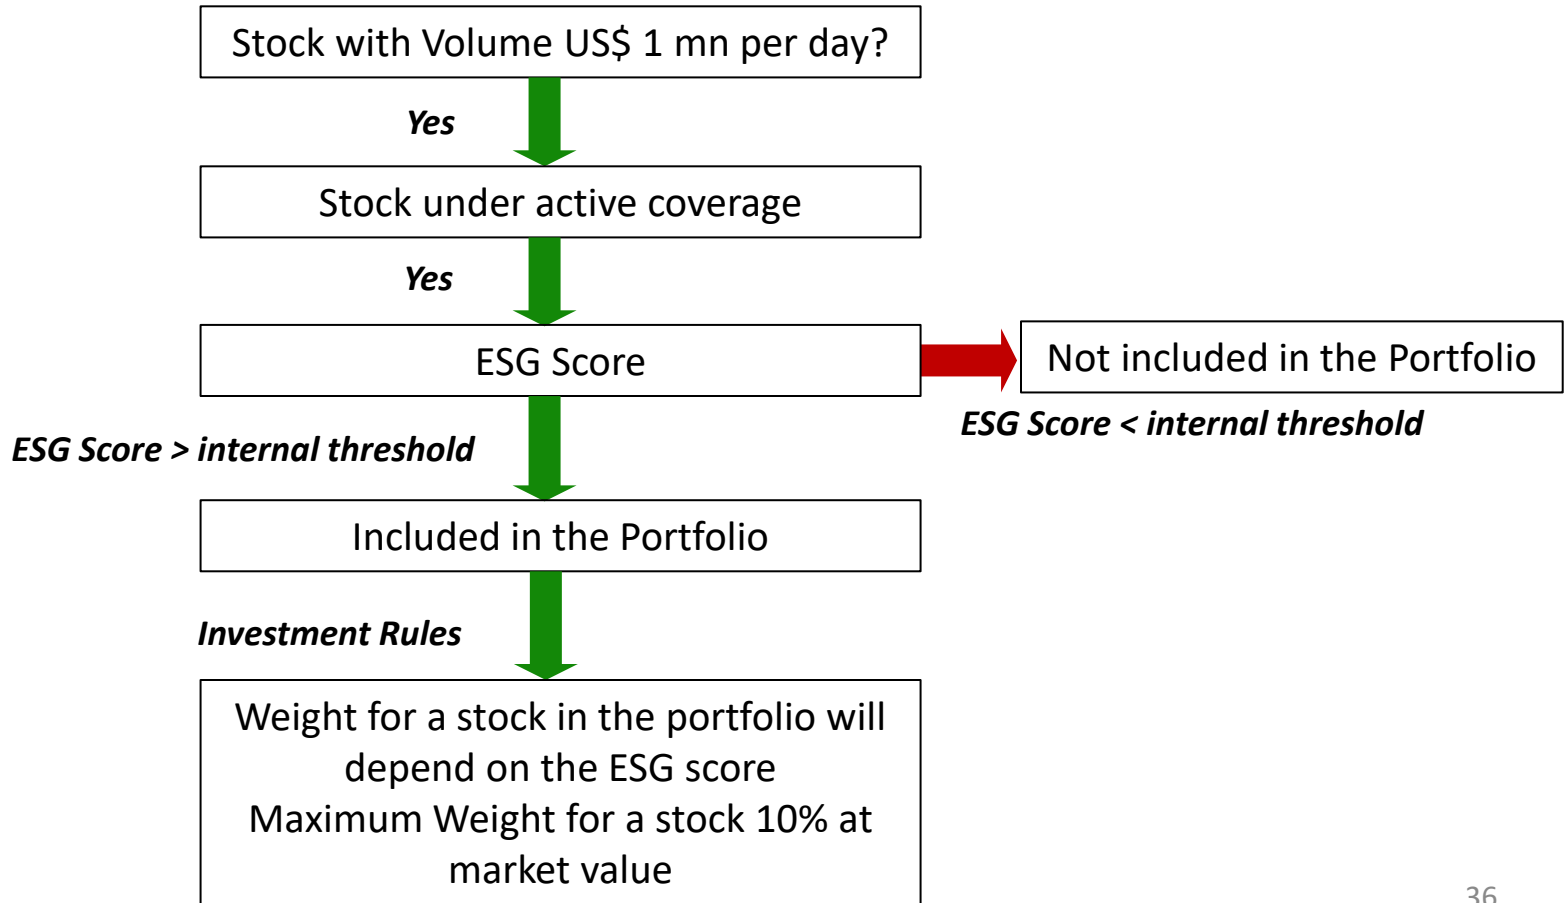 Stock with Volume US$ 1 mn per day?
Yes
Stock under active coverage
Yes
ESG Score
Not included in the Portfolio
ESG Score < internal threshold
ESG Score > internal threshold
Included in the Portfolio
Investment Rules
Weight for a stock in the portfolio will
depend on the ESG score
Maximum Weight for a stock 10% at
market value
36